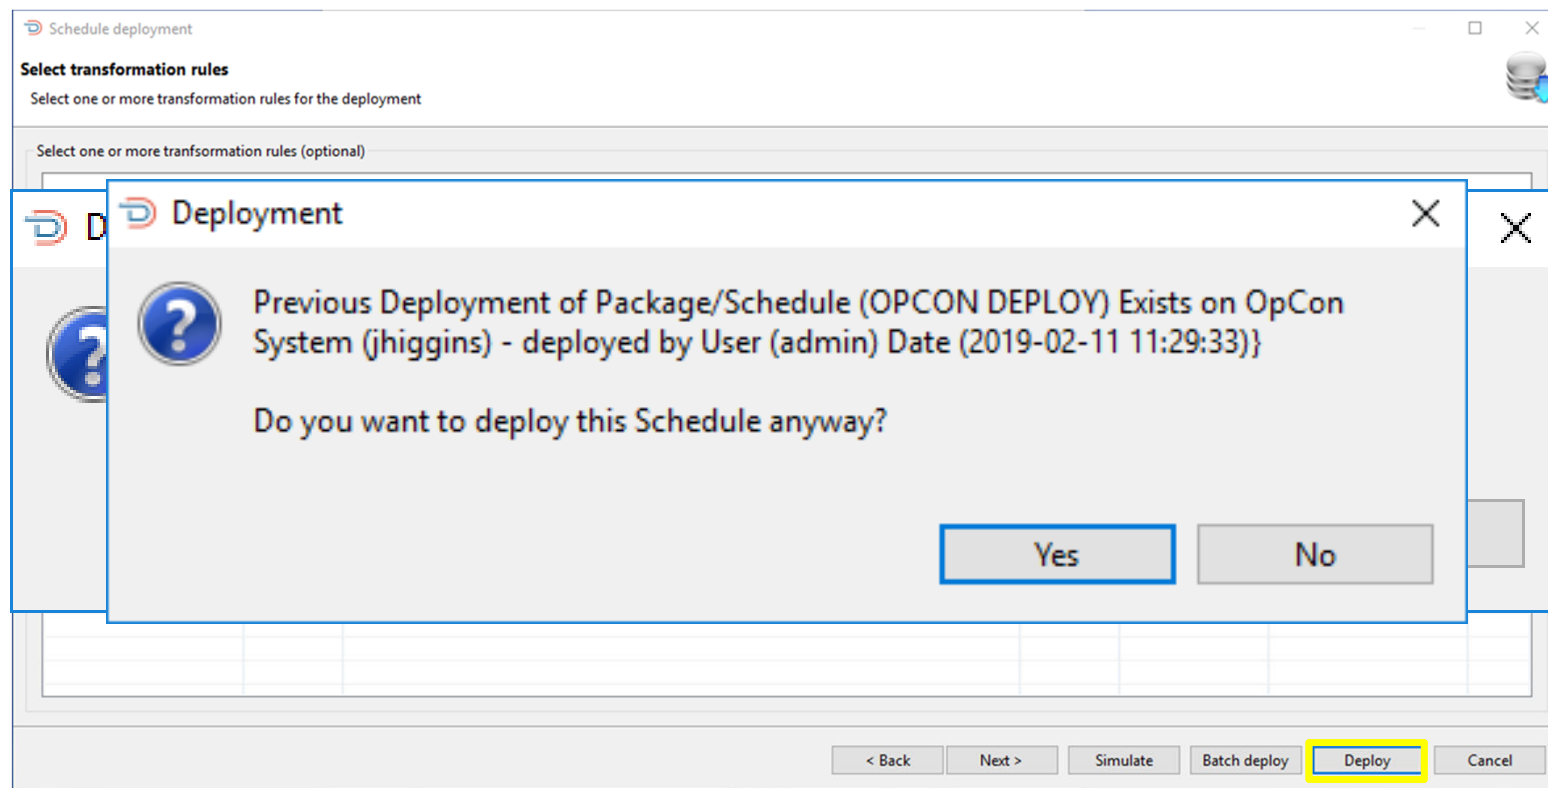 Schedule deployment
Select transformation rules
Select one or more transformation rules for the deployment
Select one or more tranfsormation rules (optional)
D
Deployment
Previous Deployment of Package/Schedule (OPCON DEPLOY) Exists on OpCon
System (jhiggins) - deployed by User (admin) Date (2019-02-11 11:29:33)}
Do you want to deploy this Schedule anyway?
Yes No
< Back Next > Simulate Batch deploy Deploy Cancel